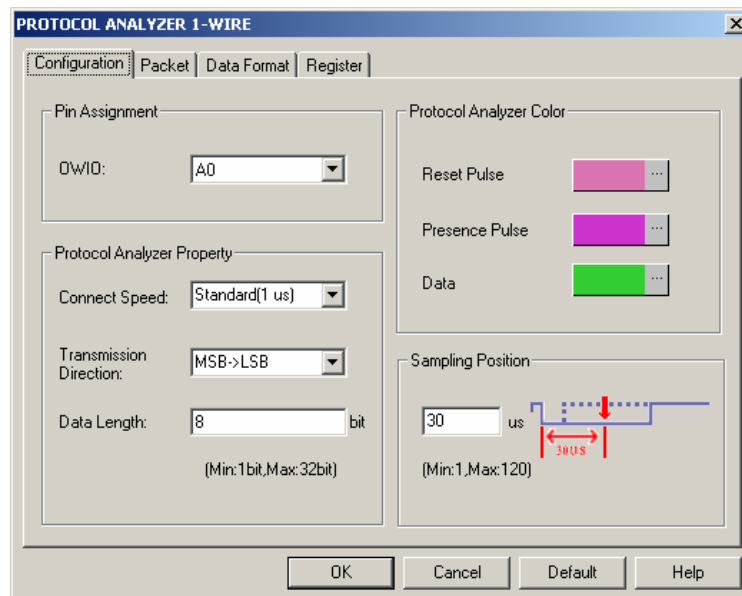 PROTOCOL ANALYZER 1-WIRE
Configuration Packet Data Format Register
Pin Assignment
OWIO: A0
Protocol Analyzer Property
Connect Speed: Standard(1 us)
Transmission
Direction: MSB->LSB
Data Length: 8 bit
(Min:1bit,Max:32bit)
Protocol Analyzer Color
Reset Pulse ...
Presence Pulse ...
Data ...
Sampling Position
30 us
30US
(Min:1,Max:120)
OK Cancel Default Help